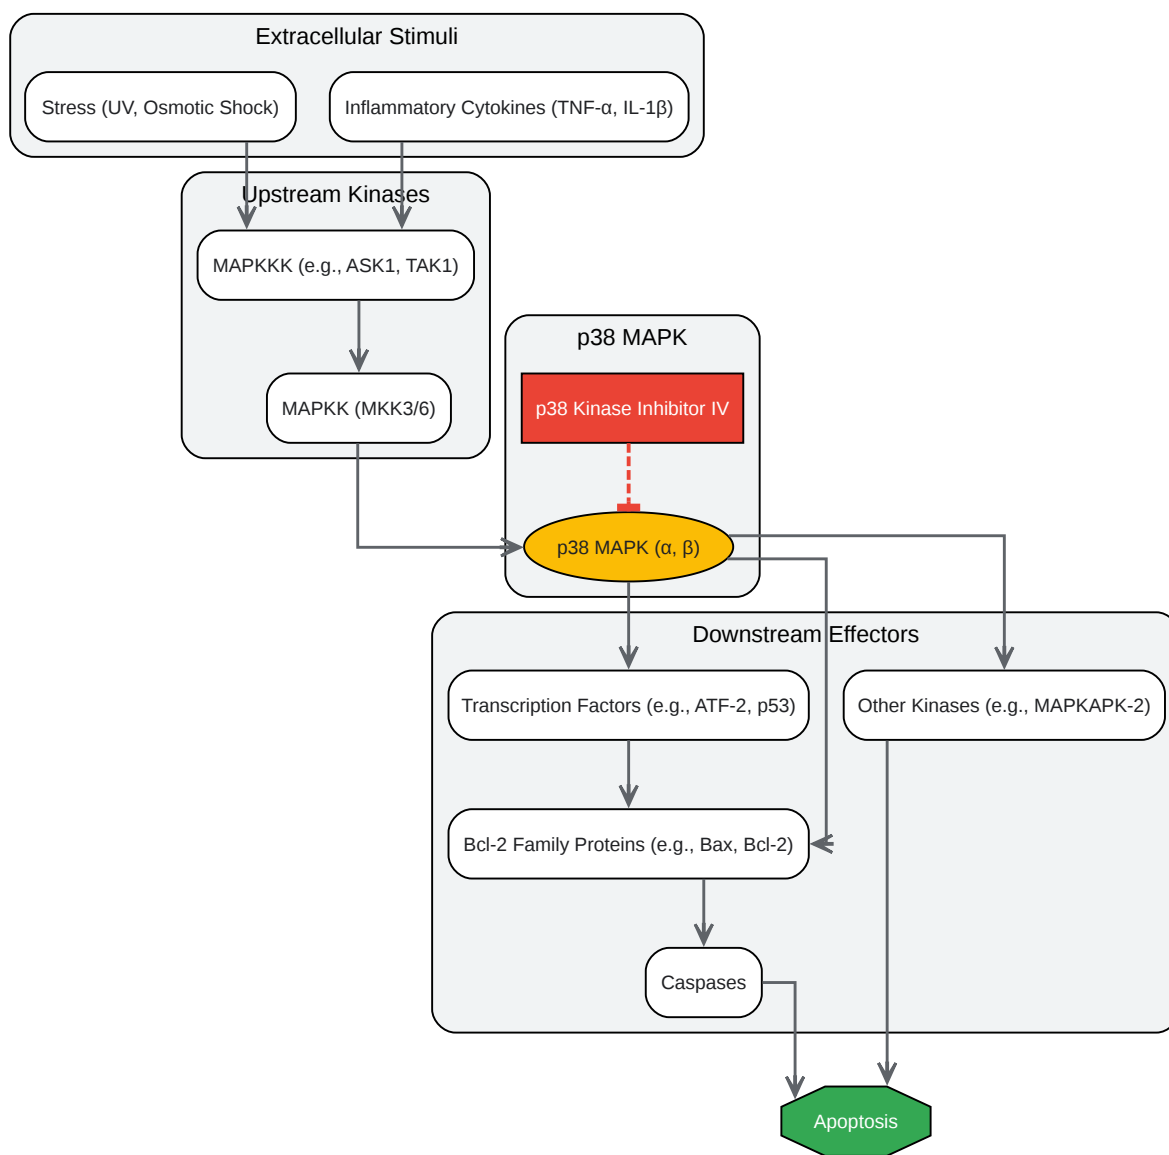 Extracellular Stimuli
Stress (UV, Osmotic Shock)
Inflammatory Cytokines (TNF-α, IL-1β)
Upstream Kinases
MAPKKK (e.g., ASK1, TAK1)
MAPKK (MKK3/6)
p38 MAPK
p38 Kinase Inhibitor IV
p38 MAPK (α, β)
Downstream Effectors
Transcription Factors (e.g., ATF-2, p53)
Other Kinases (e.g., MAPKAPK-2)
Bcl-2 Family Proteins (e.g., Bax, Bcl-2)
Caspases
Apoptosis